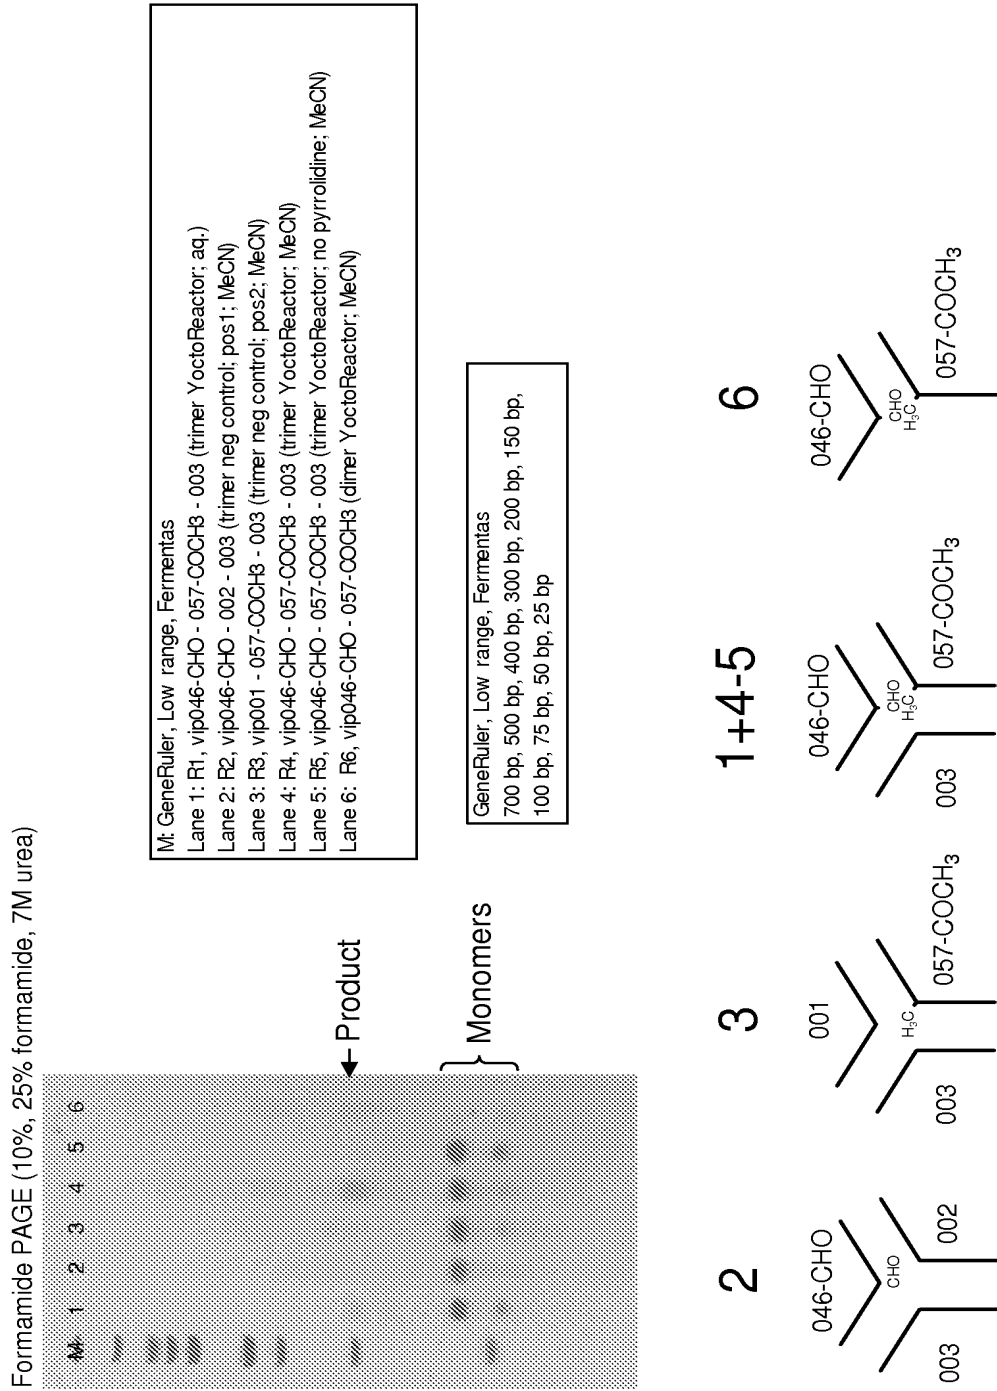 Formamide PAGE (10%, 25% formamide, 7M urea)
M 1 2 3 4 5 6
Product
Monomers
M: GeneRuler, Low range, Fermentas
Lane 1: R1, vip046-CHO - 057-COCH3 - 003 (trimer YoctoReactor; aq.)
Lane 2: R2, vip046-CHO - 002 - 003 (trimer neg control; pos1; MeCN)
Lane 3: R3, vip001 - 057-COCH3 - 003 (trimer neg control; pos2; MeCN)
Lane 4: R4, vip046-CHO - 057-COCH3 - 003 (trimer YoctoReactor; MeCN)
Lane 5: R5, vip046-CHO - 057-COCH3 - 003 (trimer YoctoReactor; no pyrrolidine; MeCN)
Lane 6: R6, vip046-CHO - 057-COCH3 (dimer YoctoReactor; MeCN)
GeneRuler, Low range, Fermentas
700 bp, 500 bp, 400 bp, 300 bp, 200 bp, 150 bp,
100 bp, 75 bp, 50 bp, 25 bp
2
046-CHO
CHO
003
002
3
001
H₃C
003
057-COCH₃
1+4-5
046-CHO
CHO
H₃C
003
057-COCH₃
6
046-CHO
CHO
H₃C
057-COCH₃